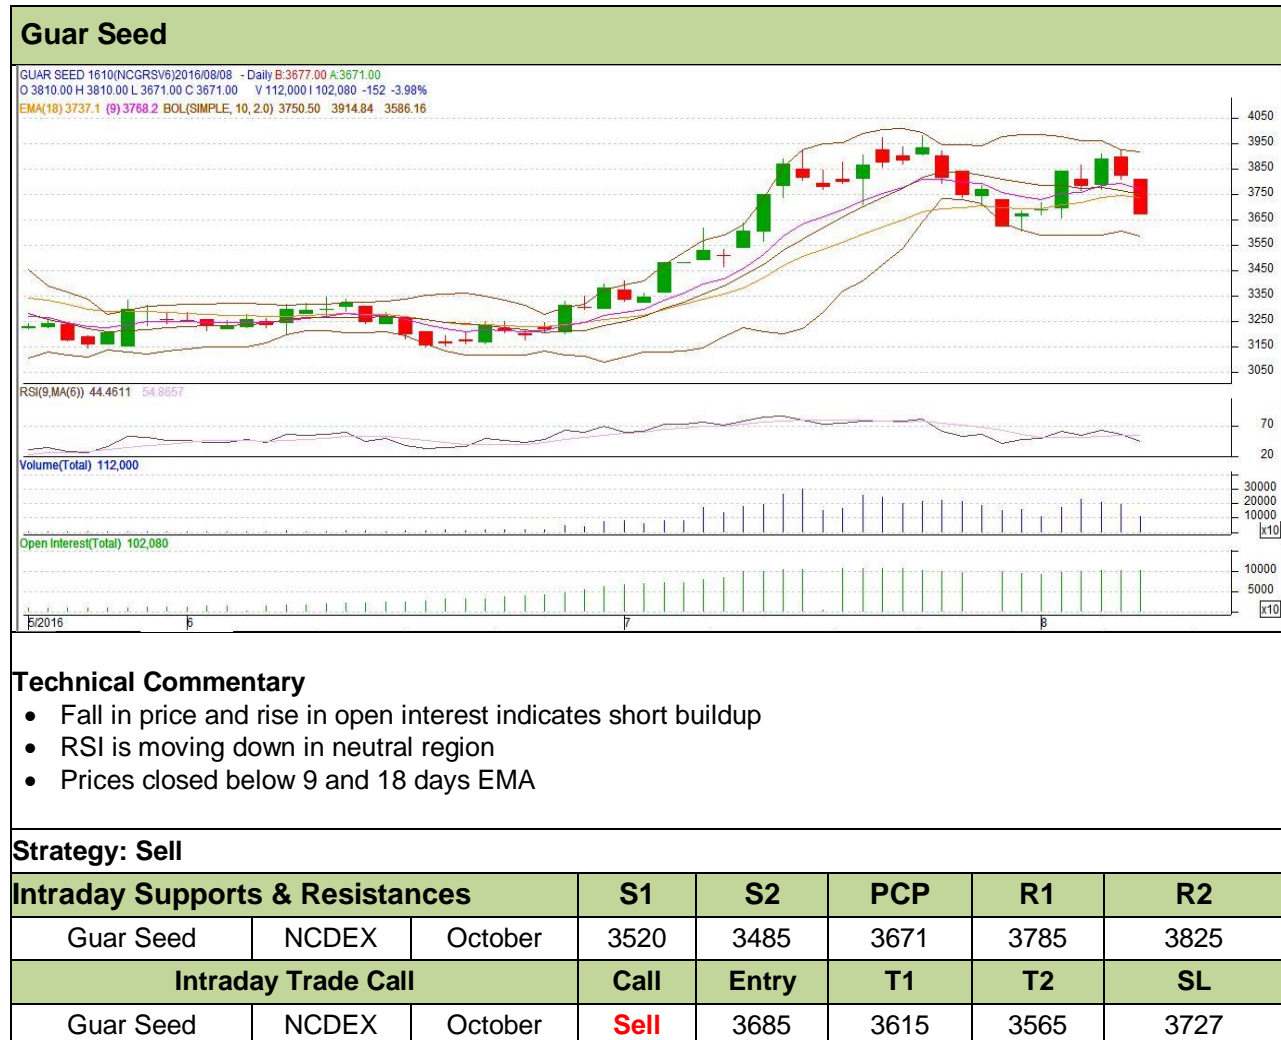 Guar Seed
GUAR SEED 1610(NCGRSV6)2016/08/08 - Daily B:3677.00 A:3671.00
O 3810.00 H 3810.00 L 3671.00 C 3671.00 V 112,000 I 102,080 -152 -3.98%
EMA(18) 3737.1 (9) 3768.2 BOL(SIMPLE, 10, 2.0) 3750.50 3914.84 3586.16
4050
3950
3850
3750
3650
3550
3450
3350
3250
3150
3050
RSI(9,MA(6)) 44.4611 54.8657
70
20
Volume(Total) 112,000
30000
20000
10000
x10
Open Interest(Total) 102,080
10000
5000
x10
5/2016 6 7 8
Technical Commentary
• Fall in price and rise in open interest indicates short buildup
• RSI is moving down in neutral region
• Prices closed below 9 and 18 days EMA
Strategy: Sell
Intraday Supports & Resistances S1 S2 PCP R1 R2
Guar Seed NCDEX October 3520 3485 3671 3785 3825
Intraday Trade Call Call Entry T1 T2 SL
Guar Seed NCDEX October Sell 3685 3615 3565 3727